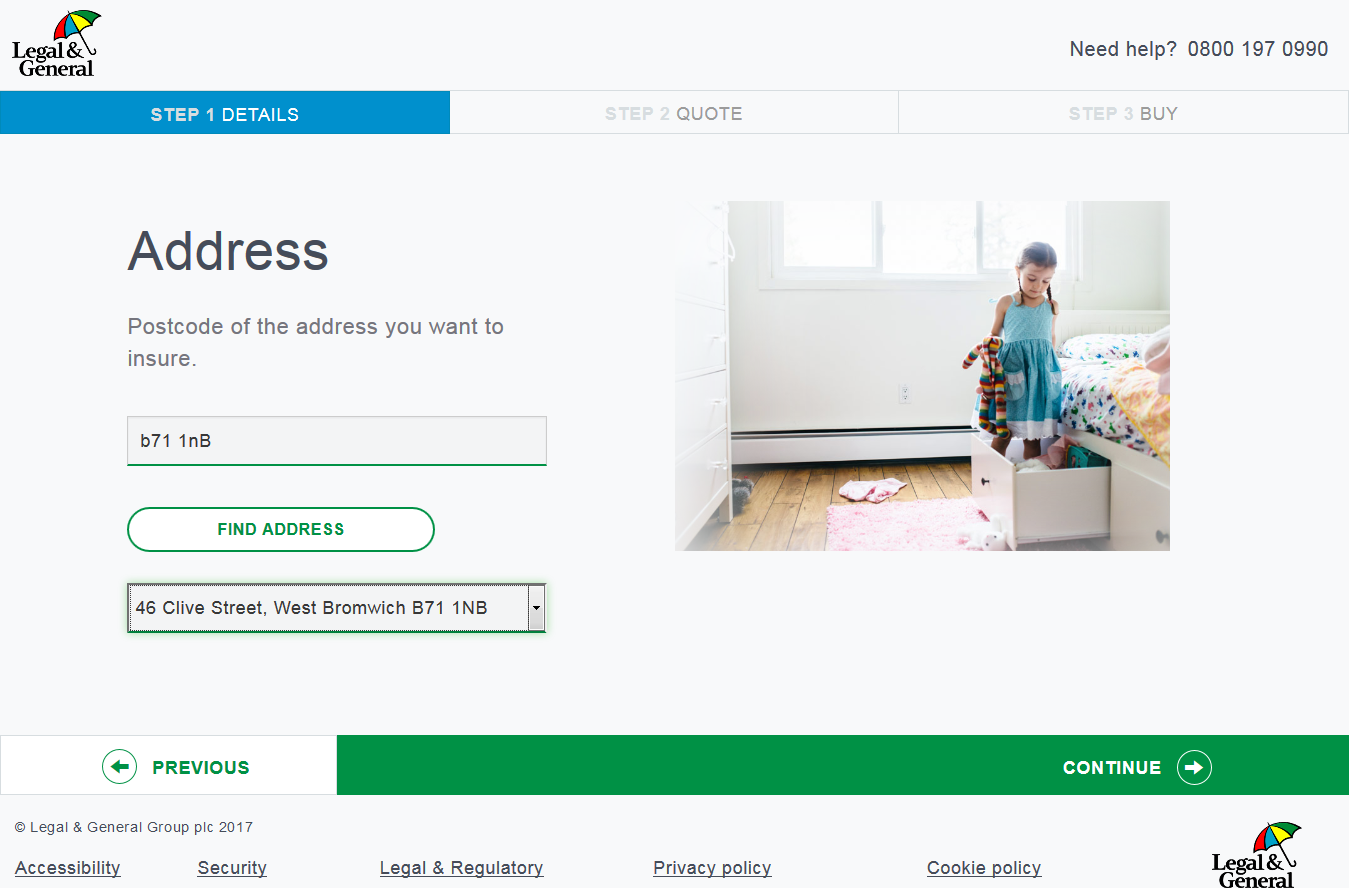 Legal &
General
Need help? 0800 197 0990
STEP 1 DETAILS
STEP 2 QUOTE
STEP 3 BUY
Address
Postcode of the address you want to
insure.
b71 1nB
FIND ADDRESS
46 Clive Street, West Bromwich B71 1NB
PREVIOUS
CONTINUE
© Legal & General Group plc 2017
Accessibility
Security
Legal & Regulatory
Privacy policy
Cookie policy
Legal &
General